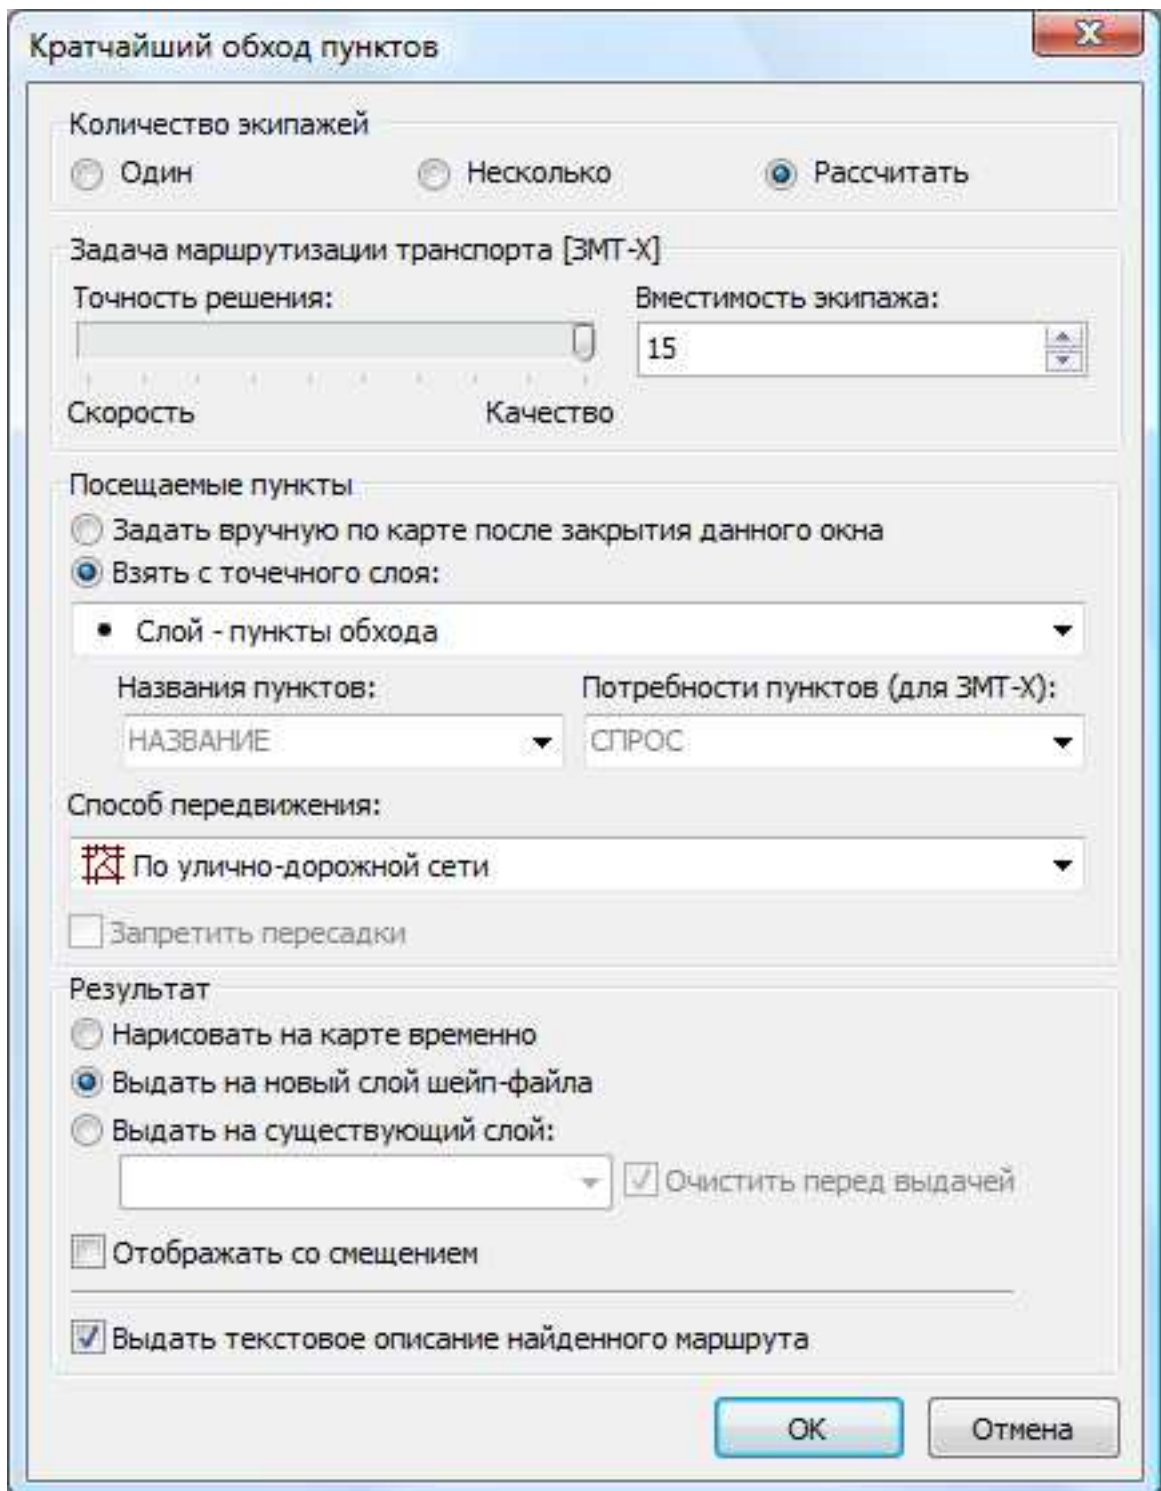 Кратчайший обход пунктов
Количество экипажей
Один Несколько Рассчитать
Задача маршрутизации транспорта [ЗМТ-X]
Точность решения: Вместимость экипажа:
15
Скорость Качество
Посещаемые пункты
Задать вручную по карте после закрытия данного окна
Взять с точечного слоя:
Слой - пункты обхода
Названия пунктов: Потребности пунктов (для ЗМТ-X):
НАЗВАНИЕ СПРОС
Способ передвижения:
По улично-дорожной сети
Запретить пересадки
Результат
Нарисовать на карте временно
Выдать на новый слой шейп-файла
Выдать на существующий слой:
Очистить перед выдачей
Отображать со смещением
Выдать текстовое описание найденного маршрута
OK Отмена